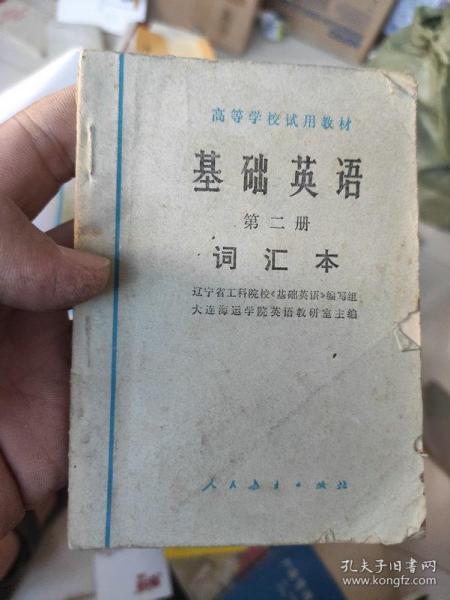 高等学校试用教材
基础英语
第二册
词汇本
辽宁省工科院校《基础英语》编写组
大连海运学院英语教研室主编
人民教育出版社
孔夫子旧书网
www.kongfz.com